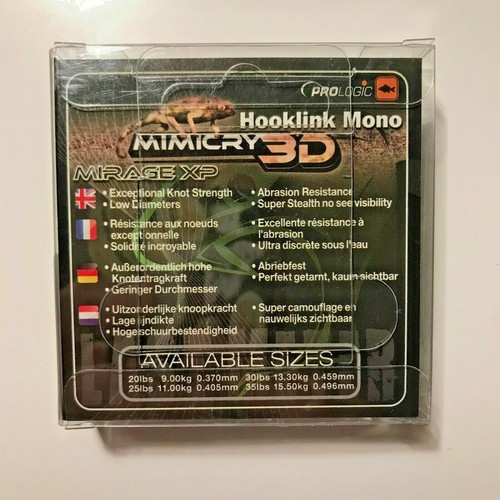 PROLOGIC
Hooklink Mono
MIMICRY 3D
MIRAGE XP
• Exceptional Knot Strength
• Low Diameters
• Abrasion Resistance
• Super Stealth no see visibility
• Résistance aux noeuds
exceptionnelle
• Solidité incroyable
• Excellente résistance à
l'abrasion
• Ultra discrète sous l'eau
• Außerordentlich hohe
Knotentragkraft
• Geringer Durchmesser
• Abriebfest
• Perfekt getarnt, kaum sichtbar
• Uitzonderlijke knoopkracht
• Lage lijndikte
• Hoge schuurbestendigheid
• Super camouflage en
nauwelijks zichtbaar
AVAILABLE SIZES
20lbs 9.00kg 0.370mm 30lbs 13.30kg 0.459mm
25lbs 11.00kg 0.405mm 35lbs 15.50kg 0.496mm